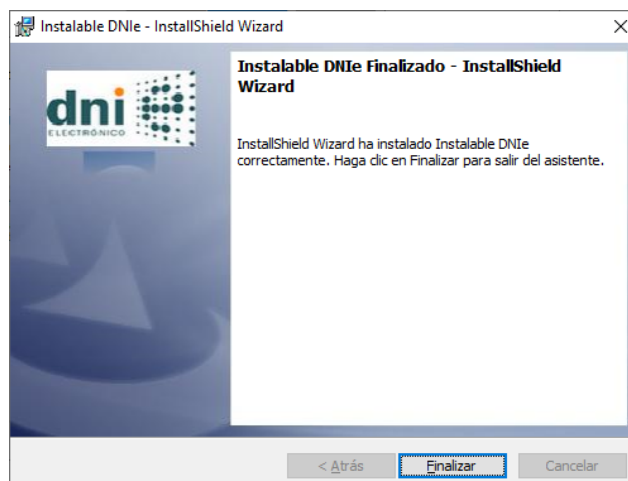 Instalable DNIe - InstallShield Wizard
dni
ELECTRÓNICO
Instalable DNIe Finalizado - InstallShield
Wizard
InstallShield Wizard ha instalado Instalable DNIe
correctamente. Haga clic en Finalizar para salir del asistente.
< Atrás
Finalizar
Cancelar